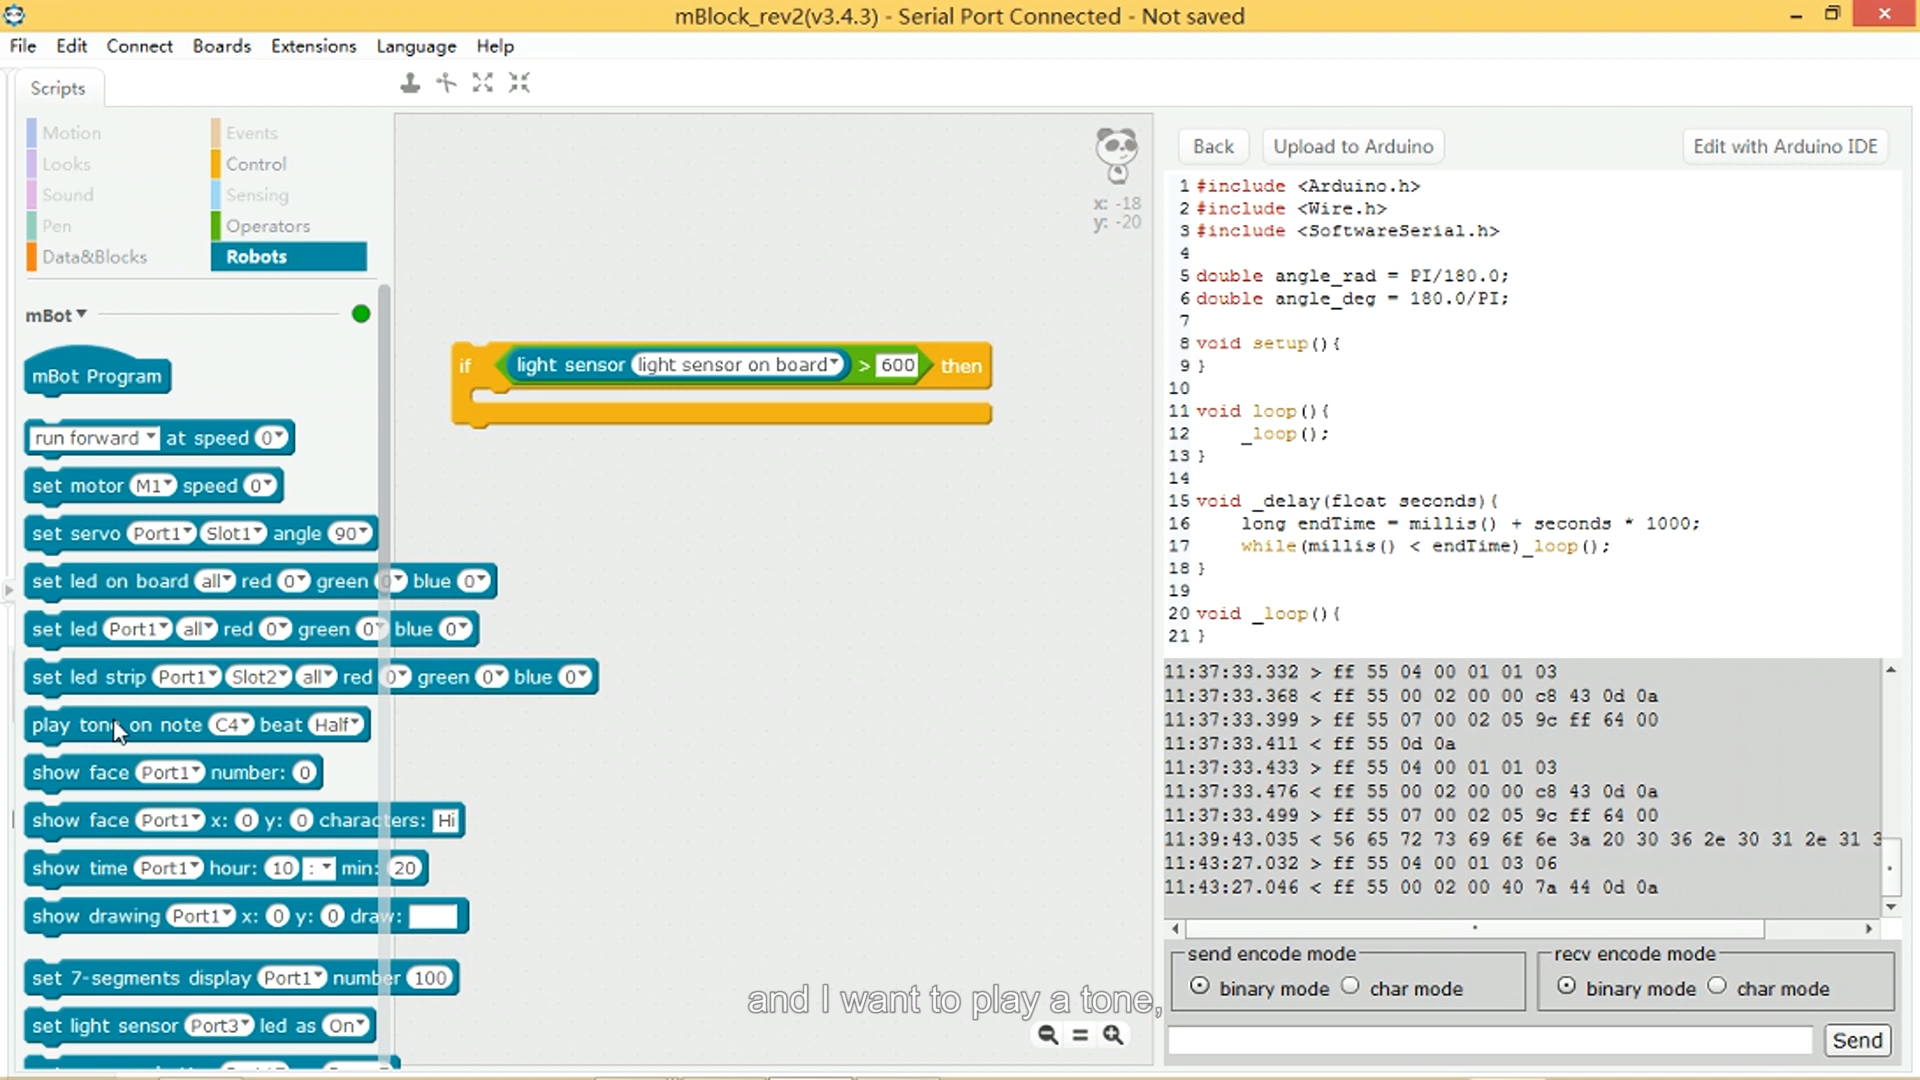 mBlock_rev2(v3.4.3) - Serial Port Connected - Not saved
File Edit Connect Boards Extensions Language Help
Scripts
Motion Events
Looks Control
Sound Sensing
Pen Operators
Data&Blocks Robots
mBot
mBot Program
run forward at speed 0
set motor M1 speed 0
set servo Port1 Slot1 angle 90
set led on board all red 0 green 0 blue 0
set led Port1 all red 0 green 0 blue 0
set led strip Port1 Slot2 all red 0 green 0 blue 0
play tone on note C4 beat Half
show face Port1 number: 0
show face Port1 x: 0 y: 0 characters: Hi
show time Port1 hour: 10 : min: 20
show drawing Port1 x: 0 y: 0 draw:
set 7-segments display Port1 number 100
set light sensor Port3 led as On
x: -18
y: -20
if light sensor light sensor on board > 600 then
and I want to play a tone,
Back Upload to Arduino Edit with Arduino IDE
1 #include <Arduino.h>
2 #include <Wire.h>
3 #include <SoftwareSerial.h>
4
5 double angle_rad = PI/180.0;
6 double angle_deg = 180.0/PI;
7
8 void setup(){
9 }
10
11 void loop(){
12 _loop();
13 }
14
15 void _delay(float seconds){
16 long endTime = millis() + seconds * 1000;
17 while(millis() < endTime)_loop();
18 }
19
20 void _loop(){
21 }
11:37:33.332 > ff 55 04 00 01 01 03
11:37:33.368 < ff 55 00 02 00 00 c8 43 0d 0a
11:37:33.399 > ff 55 07 00 02 05 9c ff 64 00
11:37:33.411 < ff 55 0d 0a
11:37:33.433 > ff 55 04 00 01 01 03
11:37:33.476 < ff 55 00 02 00 00 c8 43 0d 0a
11:37:33.499 > ff 55 07 00 02 05 9c ff 64 00
11:39:43.035 < 56 65 72 73 69 6f 6e 3a 20 30 36 2e 30 31 2e 31 3
11:43:27.032 > ff 55 04 00 01 03 06
11:43:27.046 < ff 55 00 02 00 40 7a 44 0d 0a
send encode mode recv encode mode
binary mode char mode binary mode char mode
Send